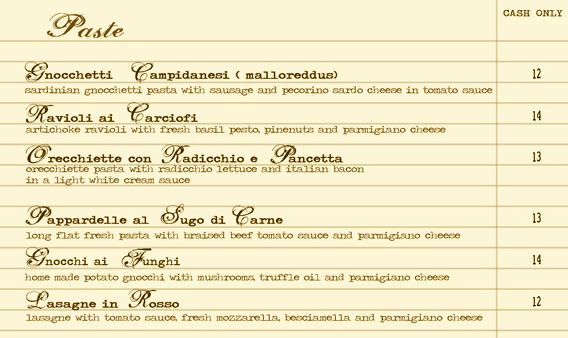 Paste
CASH ONLY
Gnocchetti Campidanesi ( malloreddus) 12
sardinian gnocchetti pasta with sausage and pecorino sardo cheese in tomato sauce
Ravioli ai Carciofi 14
artichoke ravioli with fresh basil pesto, pinenuts and parmigiano cheese
Orecchiette con Radicchio e Pancetta 13
orecchiette pasta with radicchio lettuce and italian bacon
in a light white cream sauce
Pappardelle al Sugo di Carne 13
long flat fresh pasta with braised beef tomato sauce and parmigiano cheese
Gnocchi ai Funghi 14
home made potato gnocchi with mushrooms, truffle oil and parmigiano cheese
Lasagne in Rosso 12
lasagne with tomato sauce, fresh mozzarella, besciamella and parmigiano cheese